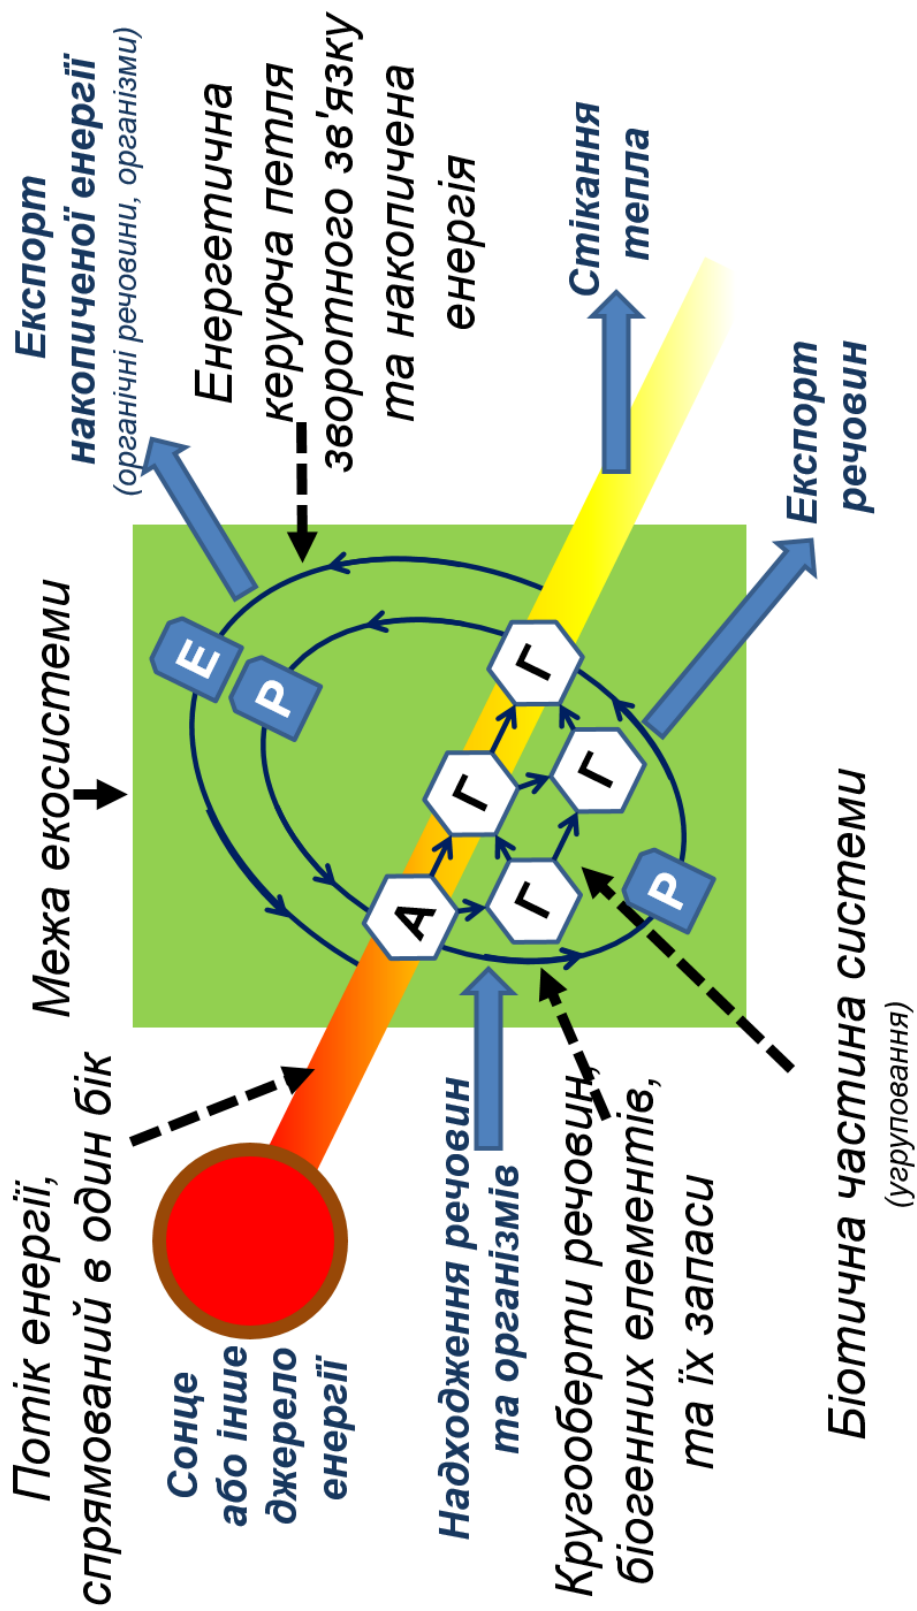 Потік енергії,
спрямований в один бік
Межа екосистеми
Експорт
накопиченої енергії
(органічні речовини, організми)
Сонце
або інше
джерело
енергії
Енергетична
керуюча петля
зворотного зв'язку
та накопичена
енергія
Е
Р
А
Г
Г
Г
Г
Р
Стікання
тепла
Надходження речовин
та організмів
Експорт
речовин
Кругооберти речовин,
біогенних елементів,
та їх запаси
Біотична частина системи
(угруповання)